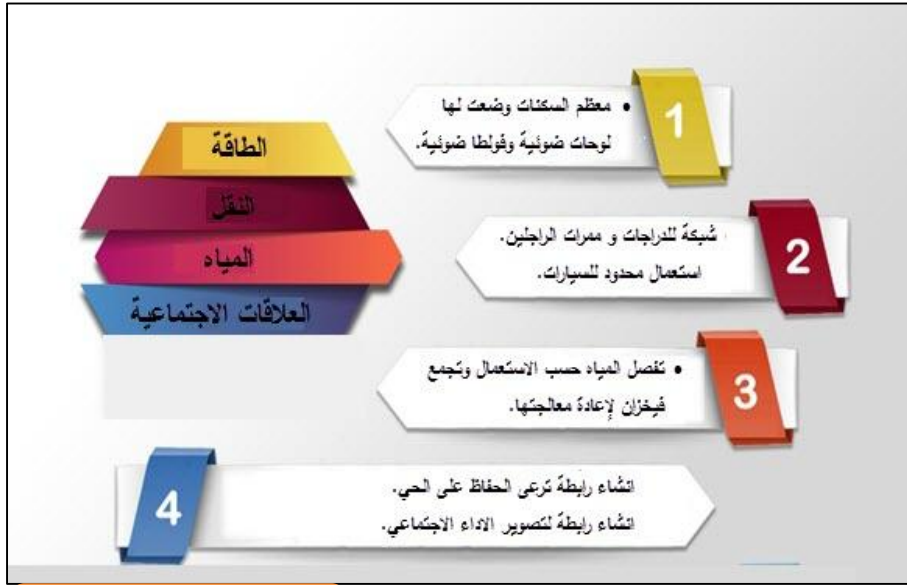 1
• معظم السكنات وضعت لها
لوحات ضوئية وفولطا ضوئية.
الطاقة
النقل
المياه
العلاقات الاجتماعية
2
شبكة للدراجات و ممرات الراجلين.
استعمال محدود للسيارات.
3
• تفصل المياه حسب الاستعمال وتجمع
فيخزان لإعادة معالجتها.
4
انشاء رابطة ترعى الحفاظ على الحي.
انشاء رابطة لتصوير الاداء الاجتماعي.